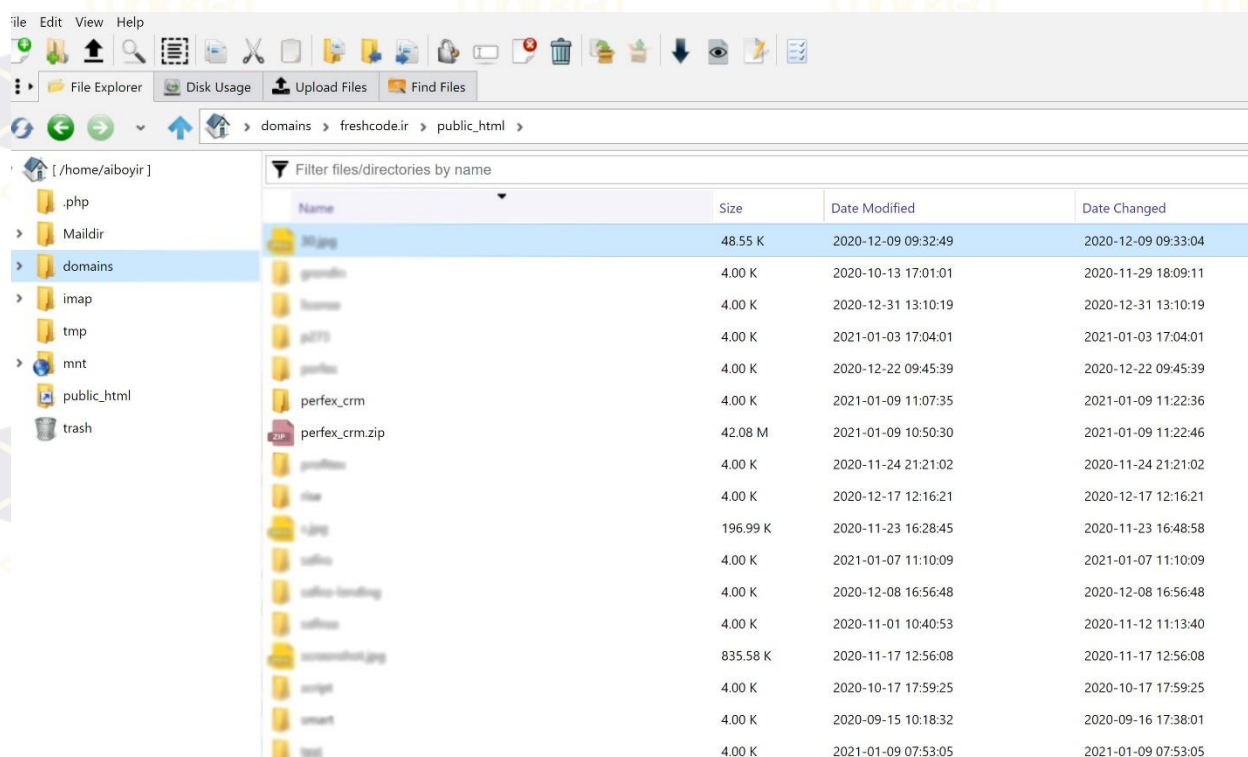 File Edit View Help
File Explorer Disk Usage Upload Files Find Files
domains > freshcode.ir > public_html >
[ /home/aiboyir ]
.php
Maildir
domains
imap
tmp
mnt
public_html
trash
Filter files/directories by name
Name Size Date Modified Date Changed
30.jpg 48.55 K 2020-12-09 09:32:49 2020-12-09 09:33:04
4.00 K 2020-10-13 17:01:01 2020-11-29 18:09:11
4.00 K 2020-12-31 13:10:19 2020-12-31 13:10:19
4.00 K 2021-01-03 17:04:01 2021-01-03 17:04:01
4.00 K 2020-12-22 09:45:39 2020-12-22 09:45:39
perfex_crm 4.00 K 2021-01-09 11:07:35 2021-01-09 11:22:36
ZIP perfex_crm.zip 42.08 M 2021-01-09 10:50:30 2021-01-09 11:22:46
4.00 K 2020-11-24 21:21:02 2020-11-24 21:21:02
rise 4.00 K 2020-12-17 12:16:21 2020-12-17 12:16:21
196.99 K 2020-11-23 16:28:45 2020-11-23 16:48:58
4.00 K 2021-01-07 11:10:09 2021-01-07 11:10:09
4.00 K 2020-12-08 16:56:48 2020-12-08 16:56:48
4.00 K 2020-11-01 10:40:53 2020-11-12 11:13:40
screenshot.jpg 835.58 K 2020-11-17 12:56:08 2020-11-17 12:56:08
script 4.00 K 2020-10-17 17:59:25 2020-10-17 17:59:25
smart 4.00 K 2020-09-15 10:18:32 2020-09-16 17:38:01
test 4.00 K 2021-01-09 07:53:05 2021-01-09 07:53:05